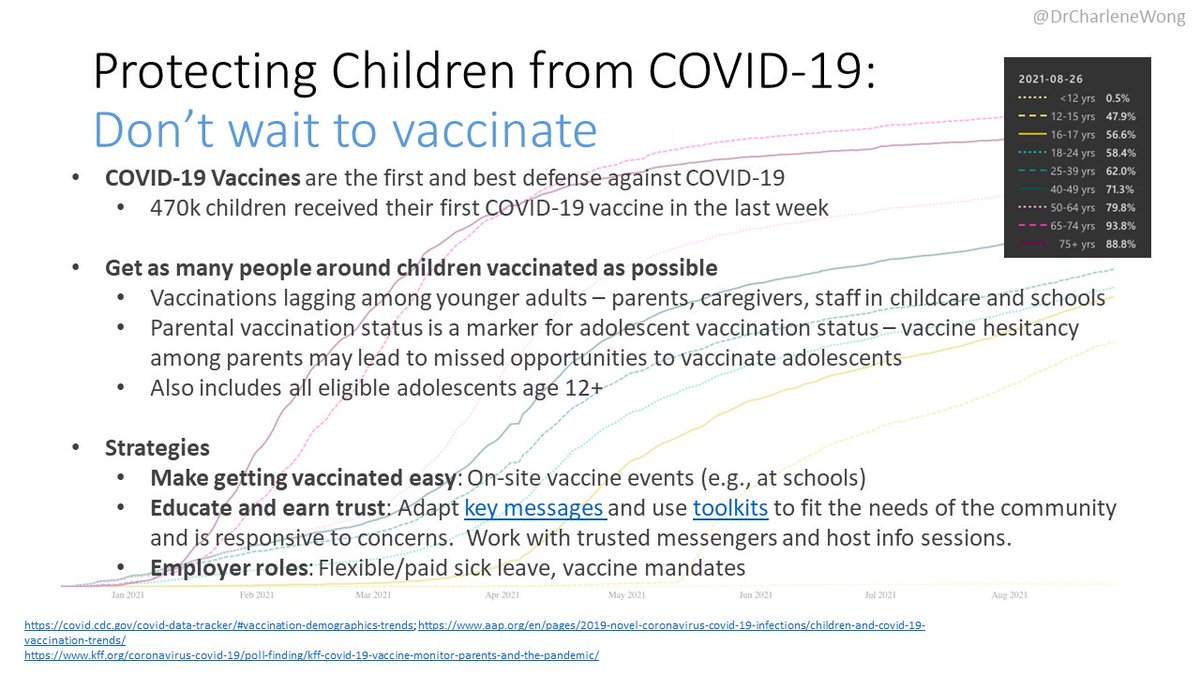 @DrCharleneWong
Protecting Children from COVID-19:
Don't wait to vaccinate
2021-08-26
<12 yrs 0.5%
12-15 yrs 47.9%
16-17 yrs 56.6%
18-24 yrs 58.4%
25-39 yrs 62.0%
40-49 yrs 71.3%
50-64 yrs 79.8%
65-74 yrs 93.8%
75+ yrs 88.8%
• COVID-19 Vaccines are the first and best defense against COVID-19
• 470k children received their first COVID-19 vaccine in the last week
• Get as many people around children vaccinated as possible
• Vaccinations lagging among younger adults – parents, caregivers, staff in childcare and schools
• Parental vaccination status is a marker for adolescent vaccination status – vaccine hesitancy
among parents may lead to missed opportunities to vaccinate adolescents
• Also includes all eligible adolescents age 12+
• Strategies
• Make getting vaccinated easy: On-site vaccine events (e.g., at schools)
• Educate and earn trust: Adapt key messages and use toolkits to fit the needs of the community
and is responsive to concerns. Work with trusted messengers and host info sessions.
• Employer roles: Flexible/paid sick leave, vaccine mandates
Jan 2021 Feb 2021 Mar 2021 Apr 2021 May 2021 Jun 2021 Jul 2021 Aug 2021
https://covid.cdc.gov/covid-data-tracker/#vaccination-demographics-trends; https://www.aap.org/en/pages/2019-novel-coronavirus-covid-19-infections/children-and-covid-19-
vaccination-trends/
https://www.kff.org/coronavirus-covid-19/poll-finding/kff-covid-19-vaccine-monitor-parents-and-the-pandemic/